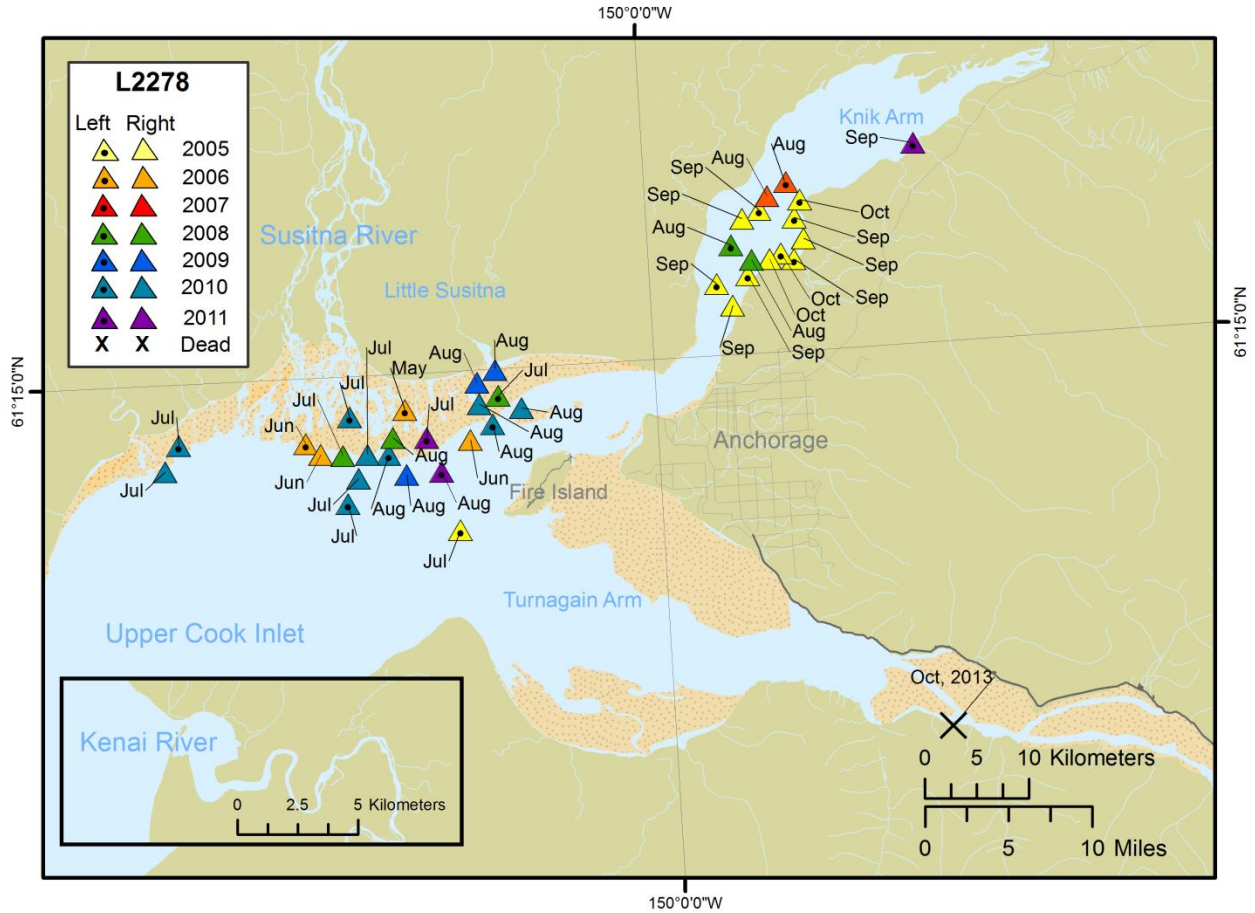 150°0'0"W
L2278
Left Right
2005
2006
2007
2008
2009
2010
2011
X X Dead
Knik Arm
Sep
Aug
Aug
Sep
Sep
Oct
Sep
Aug
Sep
Sep
Oct
Sep
Oct
Aug
Sep
Sep
Susitna River
Little Susitna
61°15'0"N
61°15'0"N
Jul
Aug
Aug
May
Jul
Jul
Jul
Jul
Jul
Aug
Aug
Jun
Aug
Aug
Jun
Jun
Jul
Jul
Aug
Aug
Aug
Jul
Jul
Anchorage
Fire Island
Turnagain Arm
Upper Cook Inlet
Oct, 2013
Kenai River
0 2.5 5 Kilometers
0 5 10 Kilometers
0 5 10 Miles
150°0'0"W